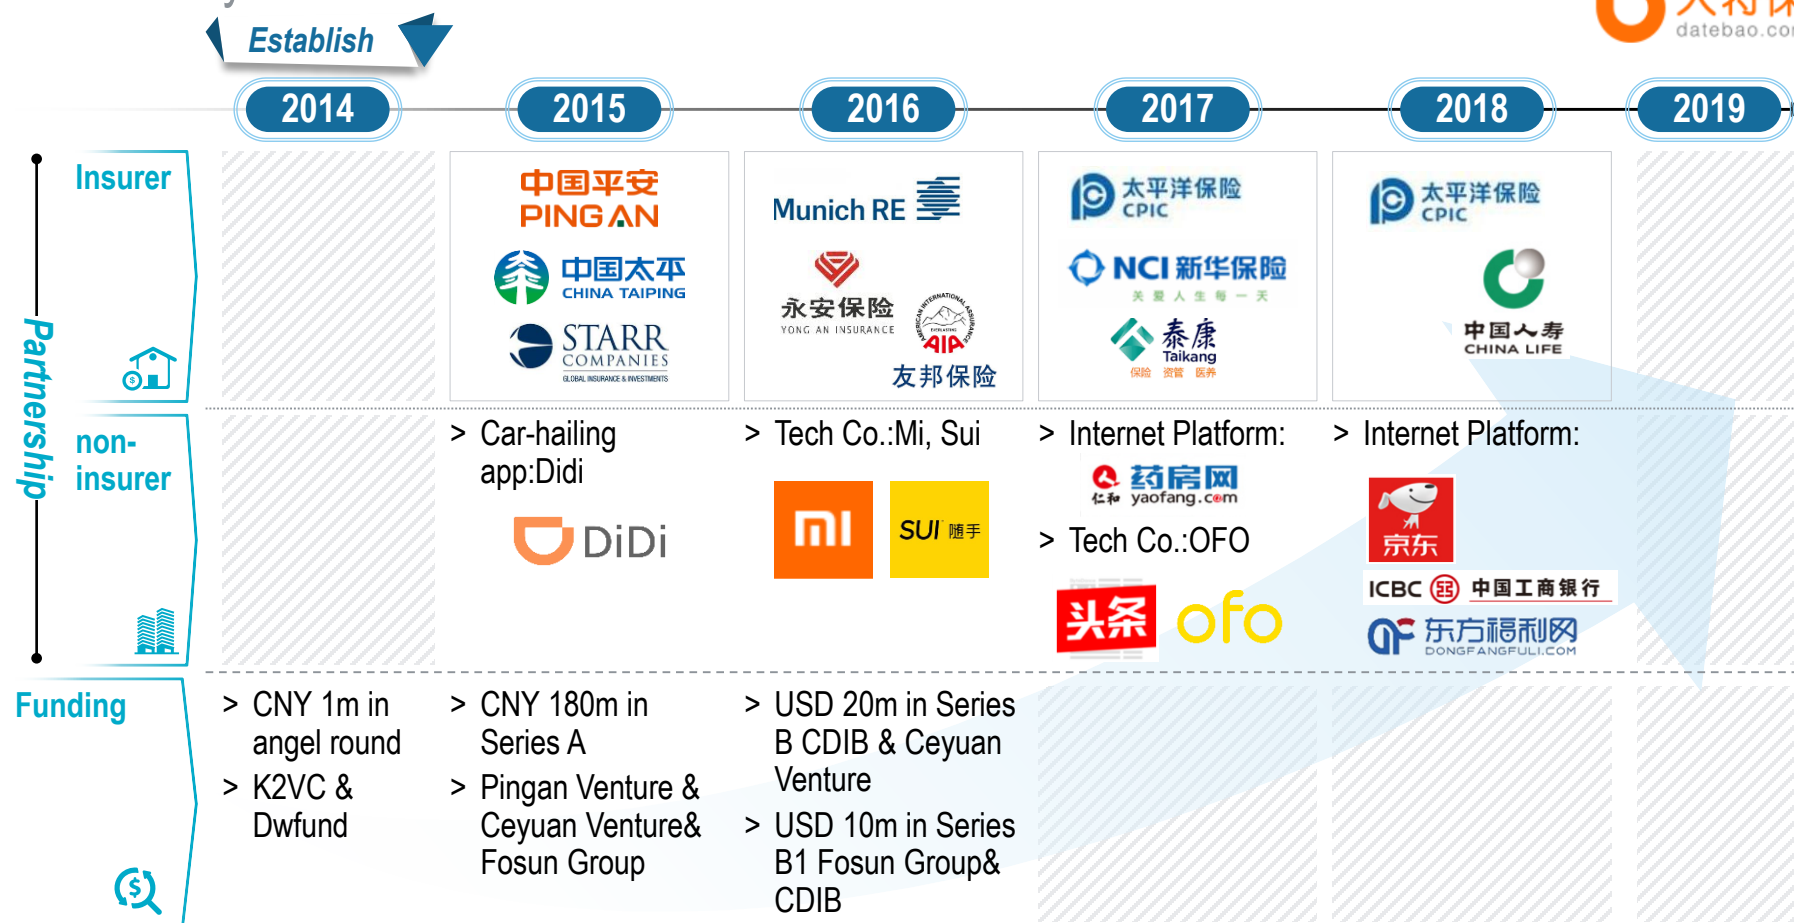 datebao.com
Establish
2014
2015
2016
2017
2018
2019
Partnership
Insurer
中国平安
PING AN
中国太平
CHINA TAIPING
STARR
COMPANIES
GLOBAL INSURANCE & INVESTMENTS
Munich RE
永安保险
YONG AN INSURANCE
AMERICAN INTERNATIONAL ASSURANCE
EVERLASTING
AIA
友邦保险
太平洋保险
CPIC
NCI 新华保险
关爱人生每一天
泰康
Taikang
保险 资管 医养
太平洋保险
CPIC
中国人寿
CHINA LIFE
non-
insurer
> Car-hailing
app:Didi
DiDi
> Tech Co.:Mi, Sui
mi
SUI 随手
> Internet Platform:
仁和
药房网
yaofang.com
> Tech Co.:OFO
头条
ofo
> Internet Platform:
京东
ICBC 中国工商银行
东方福利网
DONGFANGFULI.COM
Funding
> CNY 1m in
angel round
> K2VC &
Dwfund
> CNY 180m in
Series A
> Pingan Venture &
Ceyuan Venture&
Fosun Group
> USD 20m in Series
B CDIB & Ceyuan
Venture
> USD 10m in Series
B1 Fosun Group&
CDIB